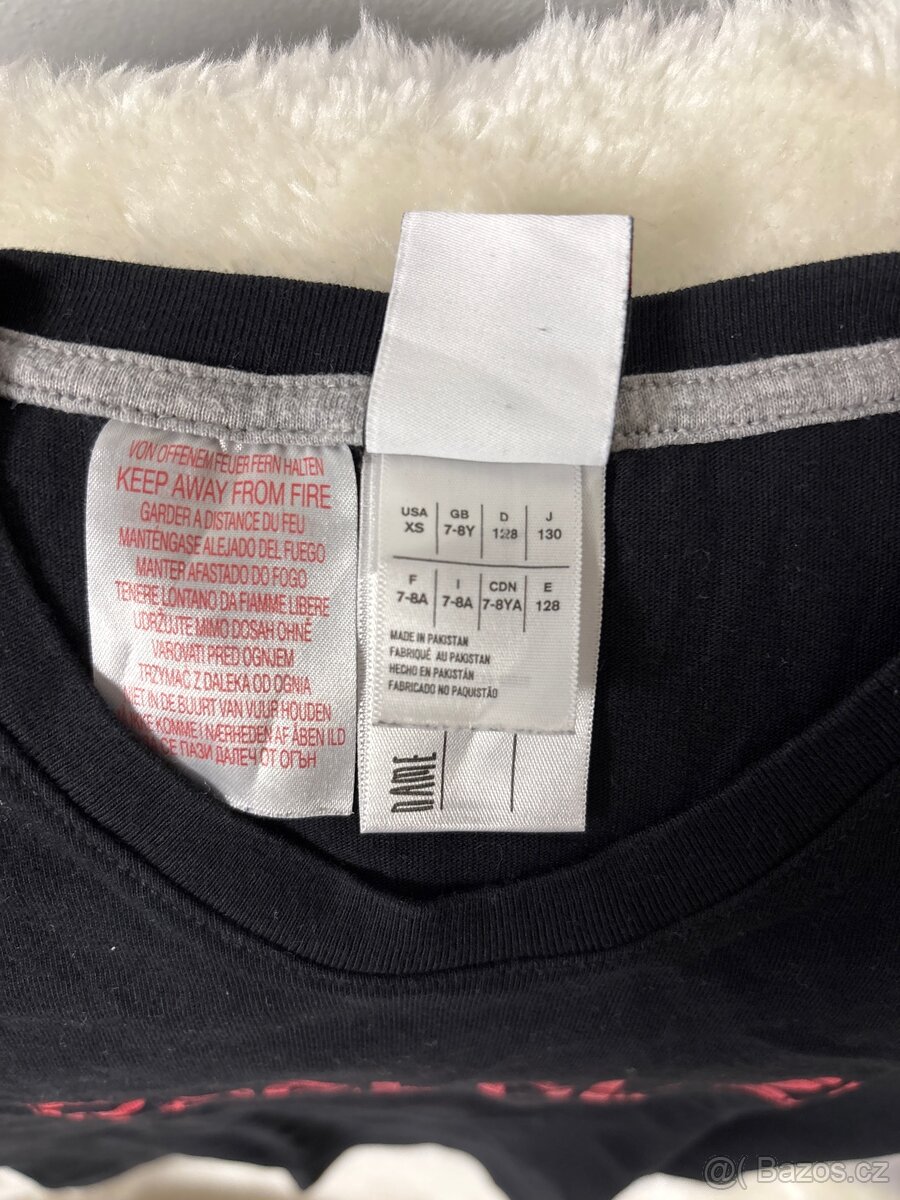 VON OFFENEM FEUER FERN HALTEN
KEEP AWAY FROM FIRE
GARDER A DISTANCE DU FEU
MANTENGASE ALEJADO DEL FUEGO
MANTER AFASTADO DO FOGO
TENERE LONTANO DA FIAMME LIBERE
UDRŽUJTE MIMO DOSAH OHNĚ
VAROVATI PRED OGNJEM
TRZYMAĆ Z DALEKA OD OGNIA
NIET IN DE BUURT VAN VUUR HOUDEN
KOMME I NÆRHEDEN AF ÅBEN ILD
СЕ ПАЗИ ДАЛЕЧ ОТ ОГЪН
USA GB D J
XS 7-8Y 128 130
F I CDN E
7-8A 7-8A 7-8YA 128
MADE IN PAKISTAN
FABRIQUÉ AU PAKISTAN
HECHO EN PAKISTÁN
FABRICADO NO PAQUISTÃO
NAME
@( Bazos.cz